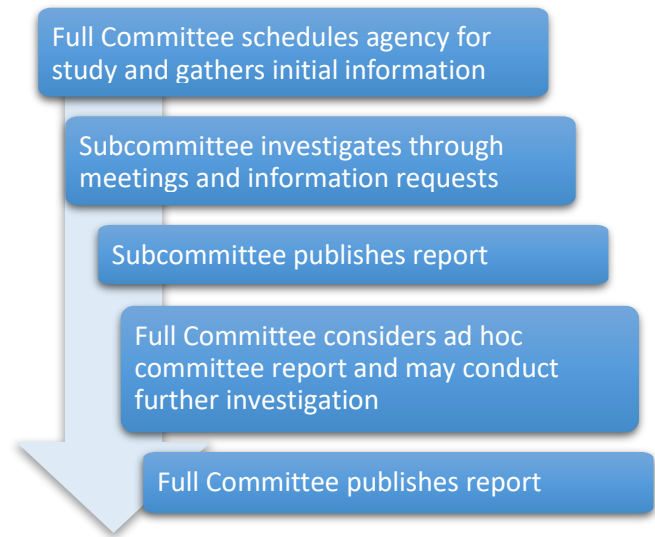 Full Committee schedules agency for
study and gathers initial information
Subcommittee investigates through
meetings and information requests
Subcommittee publishes report
Full Committee considers ad hoc
committee report and may conduct
further investigation
Full Committee publishes report